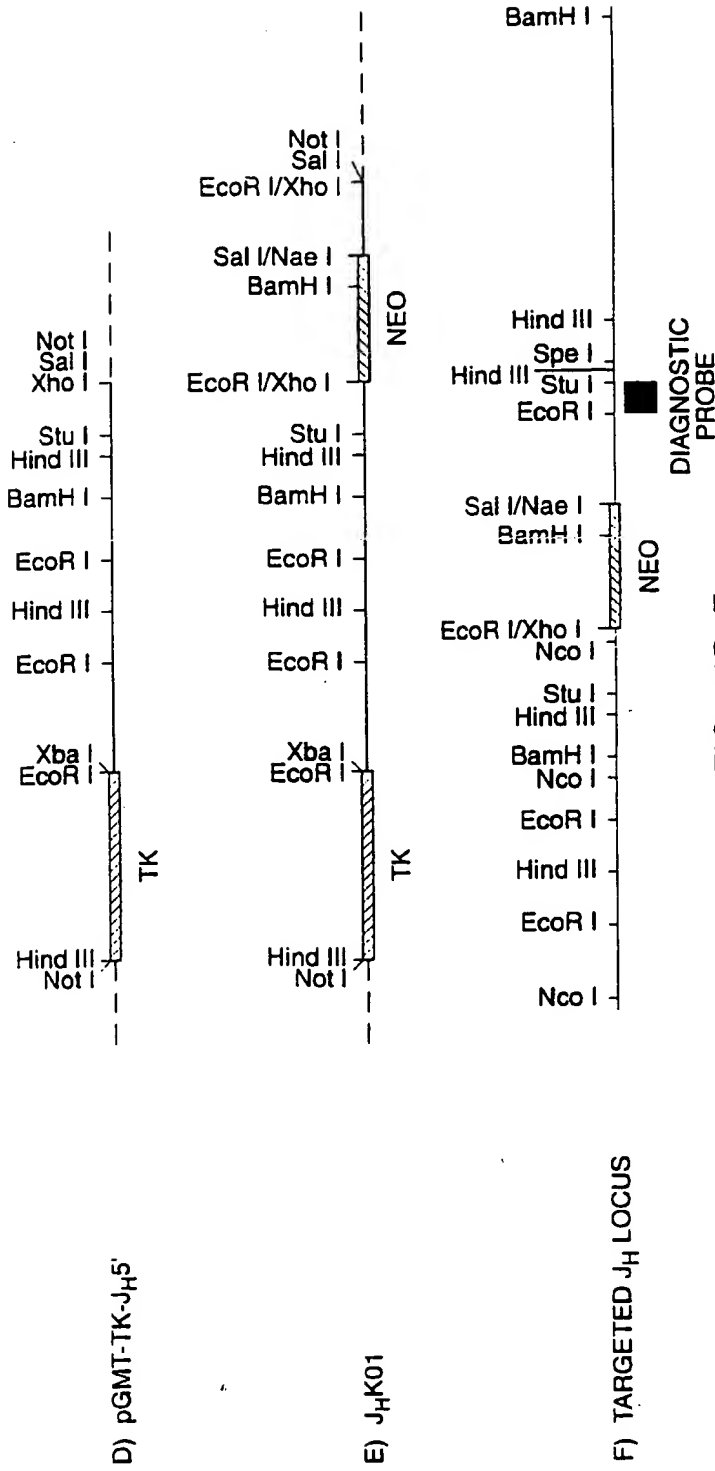 D) pGMT-TK-JH5'
Not I
Hind III
TK
EcoR I
Xba I
EcoR I
Hind III
EcoR I
BamH I
Hind III
Stu I
Xho I
Sal I
Not I
E) JHK01
Not I
Hind III
TK
EcoR I
Xba I
EcoR I
Hind III
EcoR I
BamH I
Hind III
Stu I
EcoR I/Xho I
NEO
BamH I
Sal I/Nae I
EcoR I/Xho I
Sal I
Not I
F) TARGETED JH LOCUS
Nco I
EcoR I
Hind III
EcoR I
Nco I
BamH I
Hind III
Stu I
Nco I
EcoR I/Xho I
NEO
BamH I
Sal I/Nae I
EcoR I
Stu I
Hind III
Spe I
Hind III
BamH I
DIAGNOSTIC
PROBE